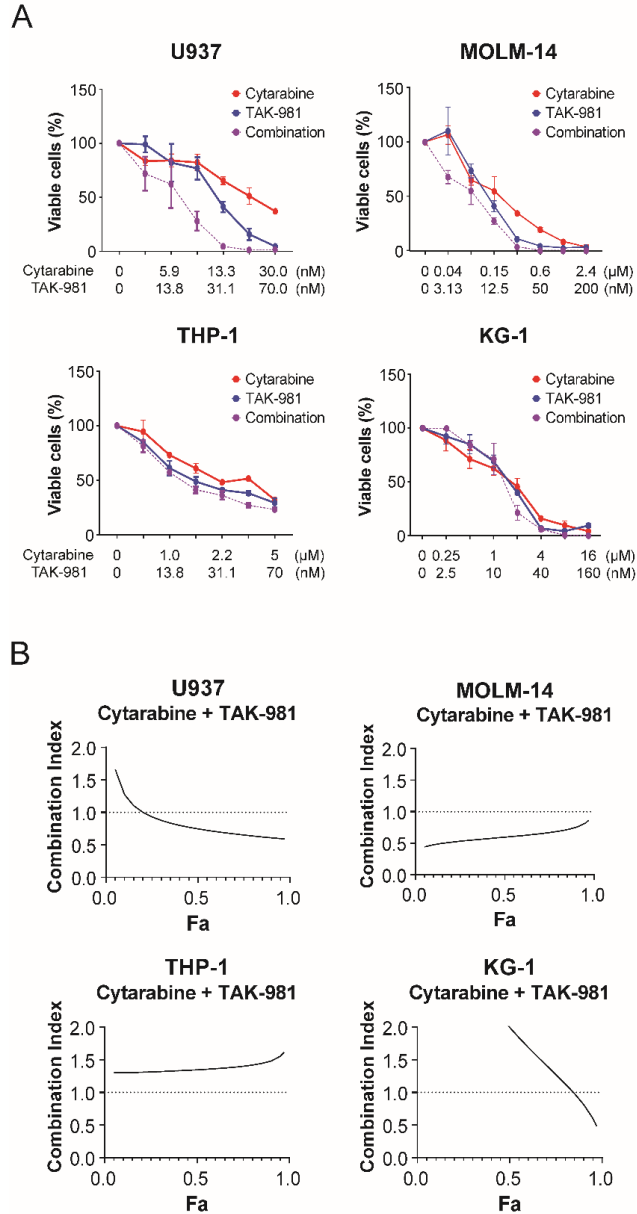 A
U937
150
100
50
0
Viable cells (%)
Cytarabine
TAK-981
Combination
Cytarabine 0 5.9 13.3 30.0 (nM)
TAK-981 0 13.8 31.1 70.0 (nM)
MOLM-14
150
100
50
0
Viable cells (%)
Cytarabine
TAK-981
Combination
0 0.04 0.15 0.6 2.4 (μM)
0 3.13 12.5 50 200 (nM)
THP-1
150
100
50
0
Viable cells (%)
Cytarabine
TAK-981
Combination
Cytarabine 0 1.0 2.2 5 (μM)
TAK-981 0 13.8 31.1 70 (nM)
KG-1
150
100
50
0
Viable cells (%)
Cytarabine
TAK-981
Combination
0 0.25 1 4 16 (μM)
0 2.5 10 40 160 (nM)
B
U937
Cytarabine + TAK-981
Combination Index
2.0
1.5
1.0
0.5
0.0
0.0 0.5 1.0
Fa
MOLM-14
Cytarabine + TAK-981
Combination Index
2.0
1.5
1.0
0.5
0.0
0.0 0.5 1.0
Fa
THP-1
Cytarabine + TAK-981
Combination Index
2.0
1.5
1.0
0.5
0.0
0.0 0.5 1.0
Fa
KG-1
Cytarabine + TAK-981
Combination Index
2.0
1.5
1.0
0.5
0.0
0.0 0.5 1.0
Fa